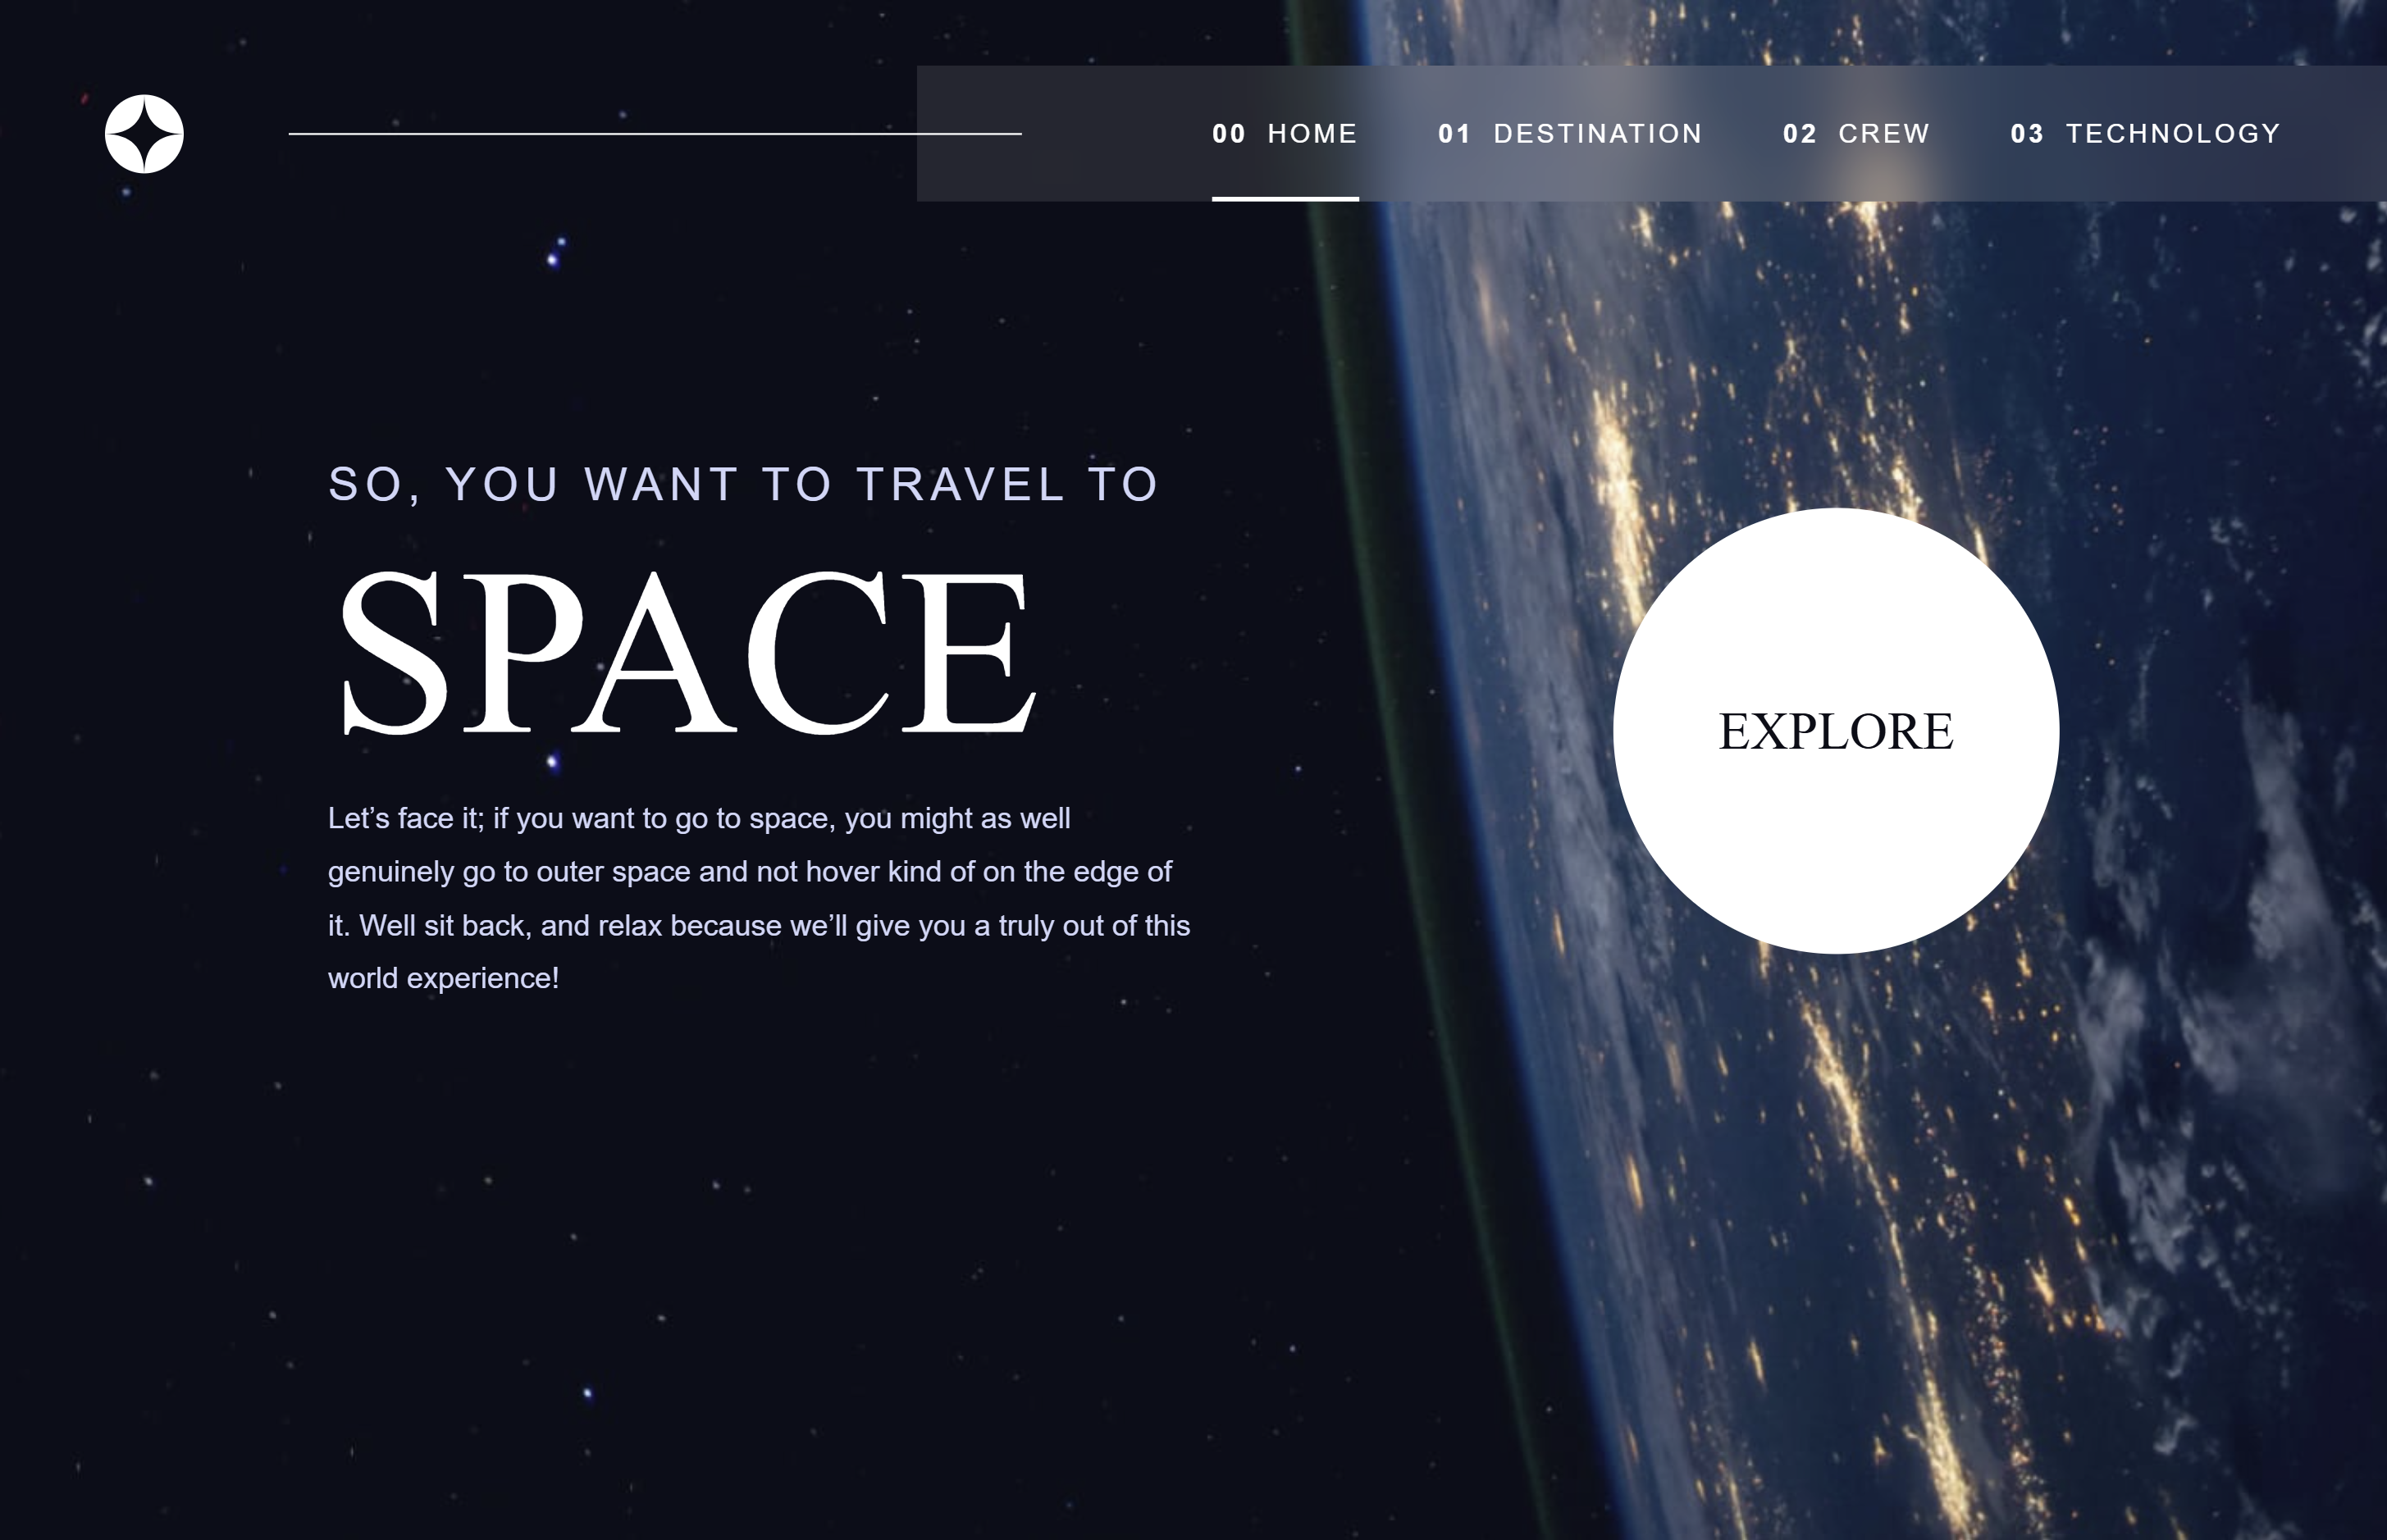 00 HOME 01 DESTINATION 02 CREW 03 TECHNOLOGY
SO, YOU WANT TO TRAVEL TO
SPACE
Let’s face it; if you want to go to space, you might as well
genuinely go to outer space and not hover kind of on the edge of
it. Well sit back, and relax because we’ll give you a truly out of this
world experience!
EXPLORE